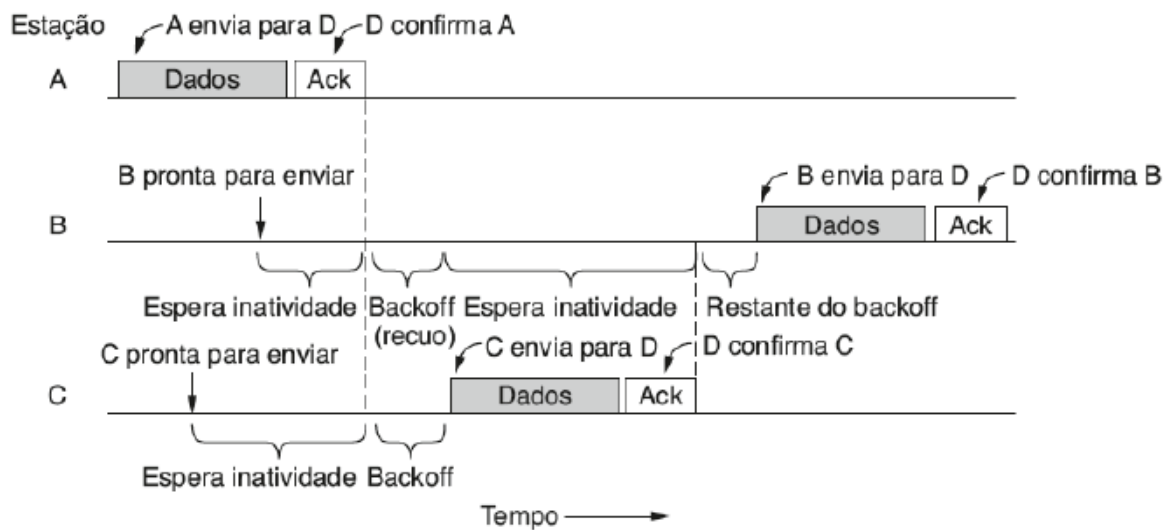 Estação
A envia para D
D confirma A
A
Dados
Ack
B pronta para enviar
B envia para D
D confirma B
B
Dados
Ack
Espera inatividade
Backoff
(recuo)
Espera inatividade
Restante do backoff
C pronta para enviar
C envia para D
D confirma C
C
Dados
Ack
Espera inatividade
Backoff
Tempo